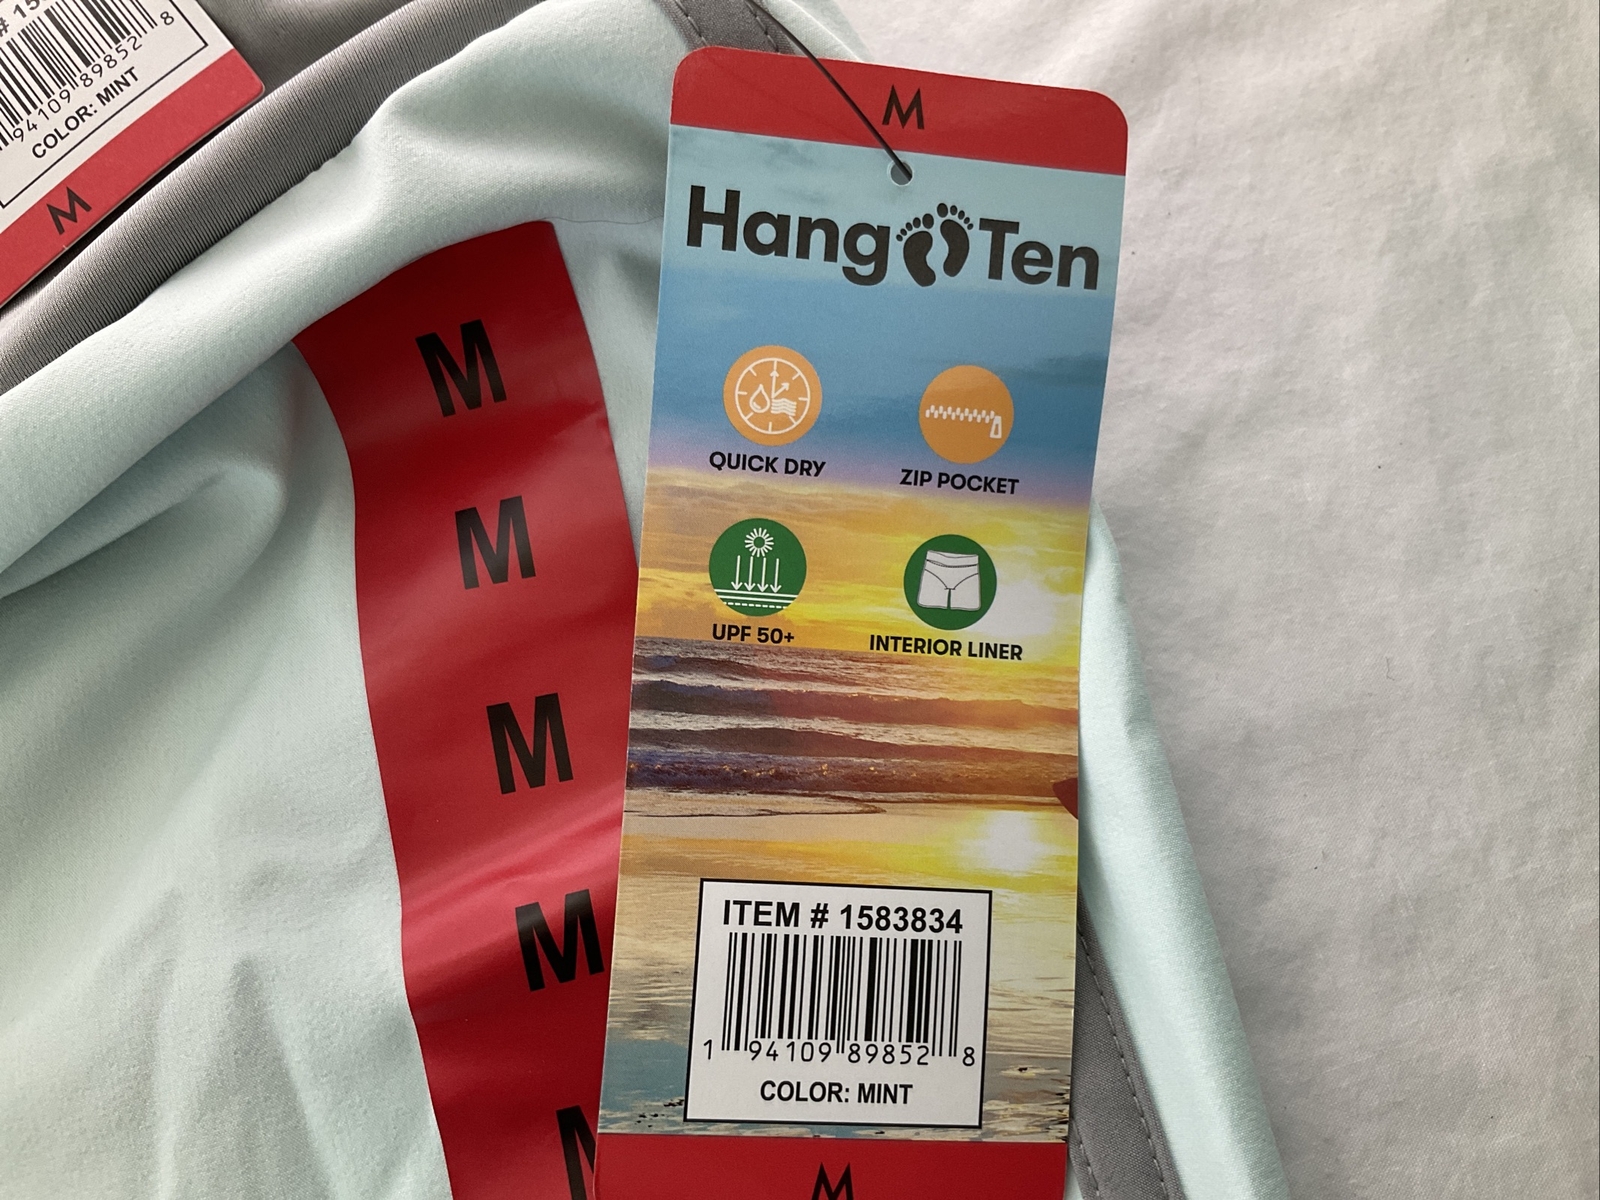 # 15
94109 89852 8
COLOR: MINT
M
M
M
M
M
M
M
Hang Ten
QUICK DRY
ZIP POCKET
UPF 50+
INTERIOR LINER
ITEM # 1583834
1 94109 89852 8
COLOR: MINT
M